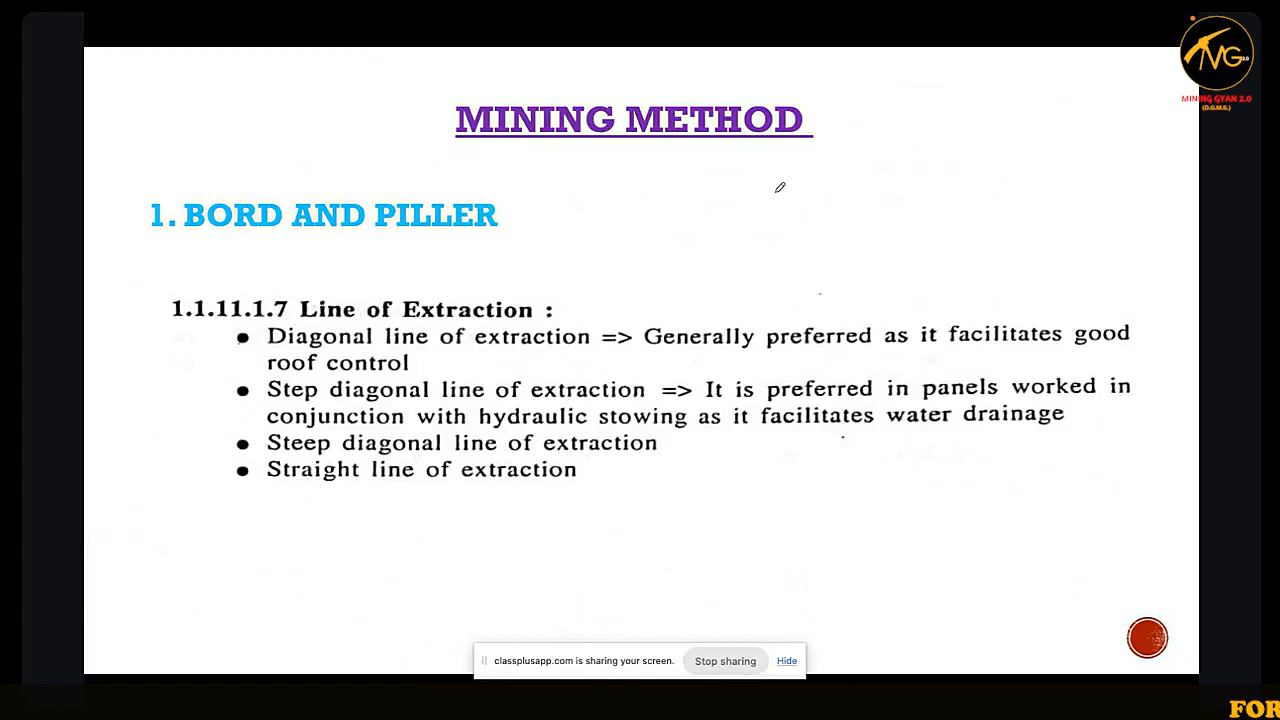 MINING METHOD
1. BORD AND PILLER
1.1.11.1.7 Line of Extraction :
● Diagonal line of extraction => Generally preferred as it facilitates good
roof control
● Step diagonal line of extraction => It is preferred in panels worked in
conjunction with hydraulic stowing as it facilitates water drainage
● Steep diagonal line of extraction
● Straight line of extraction
MG2.0
MINING GYAN 2.0
(D.G.M.S.)
classplusapp.com is sharing your screen. Stop sharing Hide
FOR